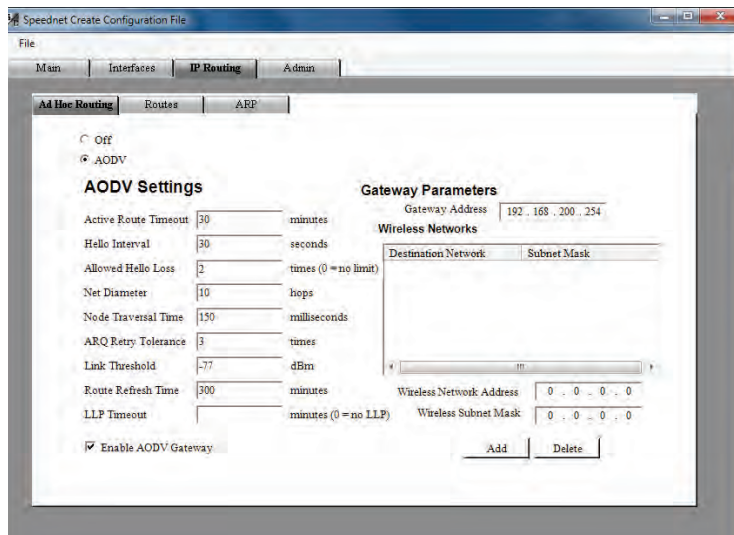 Speednet Create Configuration File
File
Main Interfaces IP Routing Admin
Ad Hoc Routing Routes ARP
Off
AODV
AODV Settings
Active Route Timeout 30 minutes
Hello Interval 30 seconds
Allowed Hello Loss 2 times (0 = no limit)
Net Diameter 10 hops
Node Traversal Time 150 milliseconds
ARQ Retry Tolerance 3 times
Link Threshold -77 dBm
Route Refresh Time 300 minutes
LLP Timeout minutes (0 = no LLP)
Enable AODV Gateway
Gateway Parameters
Gateway Address 192 . 168 . 200 . 254
Wireless Networks
Destination Network Subnet Mask
Wireless Network Address 0 . 0 . 0 . 0
Wireless Subnet Mask 0 . 0 . 0 . 0
Add Delete